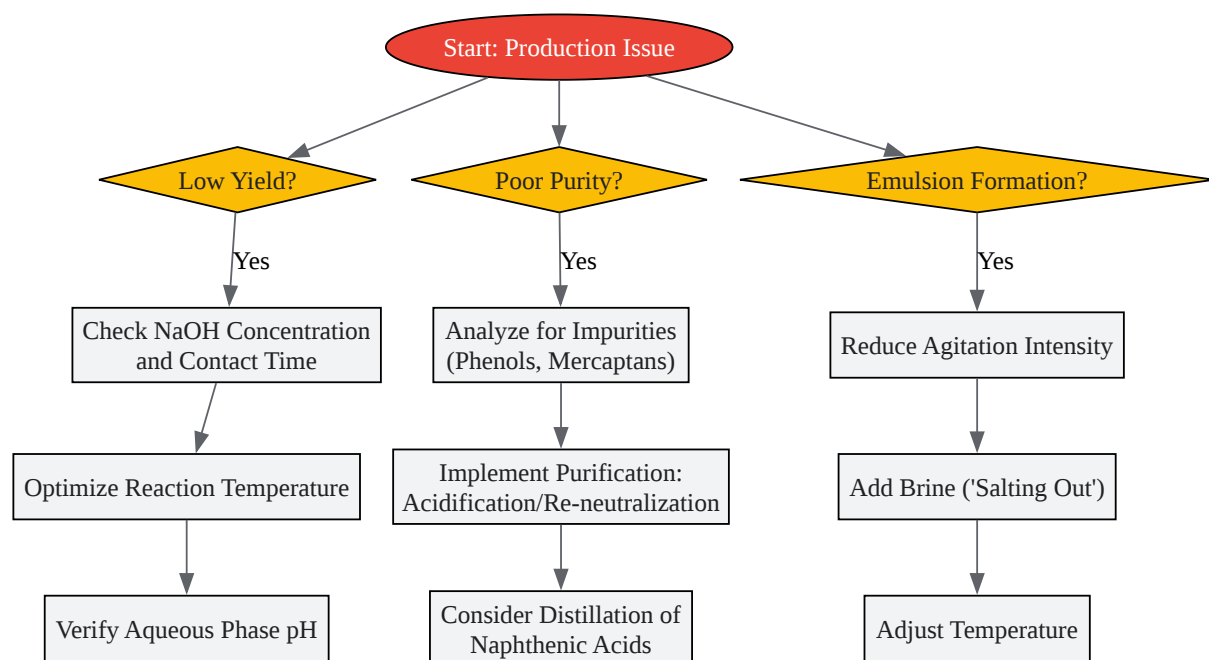 Start: Production Issue
Low Yield?
Poor Purity?
Emulsion Formation?
Yes
Yes
Yes
Check NaOH Concentration
and Contact Time
Analyze for Impurities
(Phenols, Mercaptans)
Reduce Agitation Intensity
Optimize Reaction Temperature
Implement Purification:
Acidification/Re-neutralization
Add Brine ('Salting Out')
Verify Aqueous Phase pH
Consider Distillation of
Naphthenic Acids
Adjust Temperature